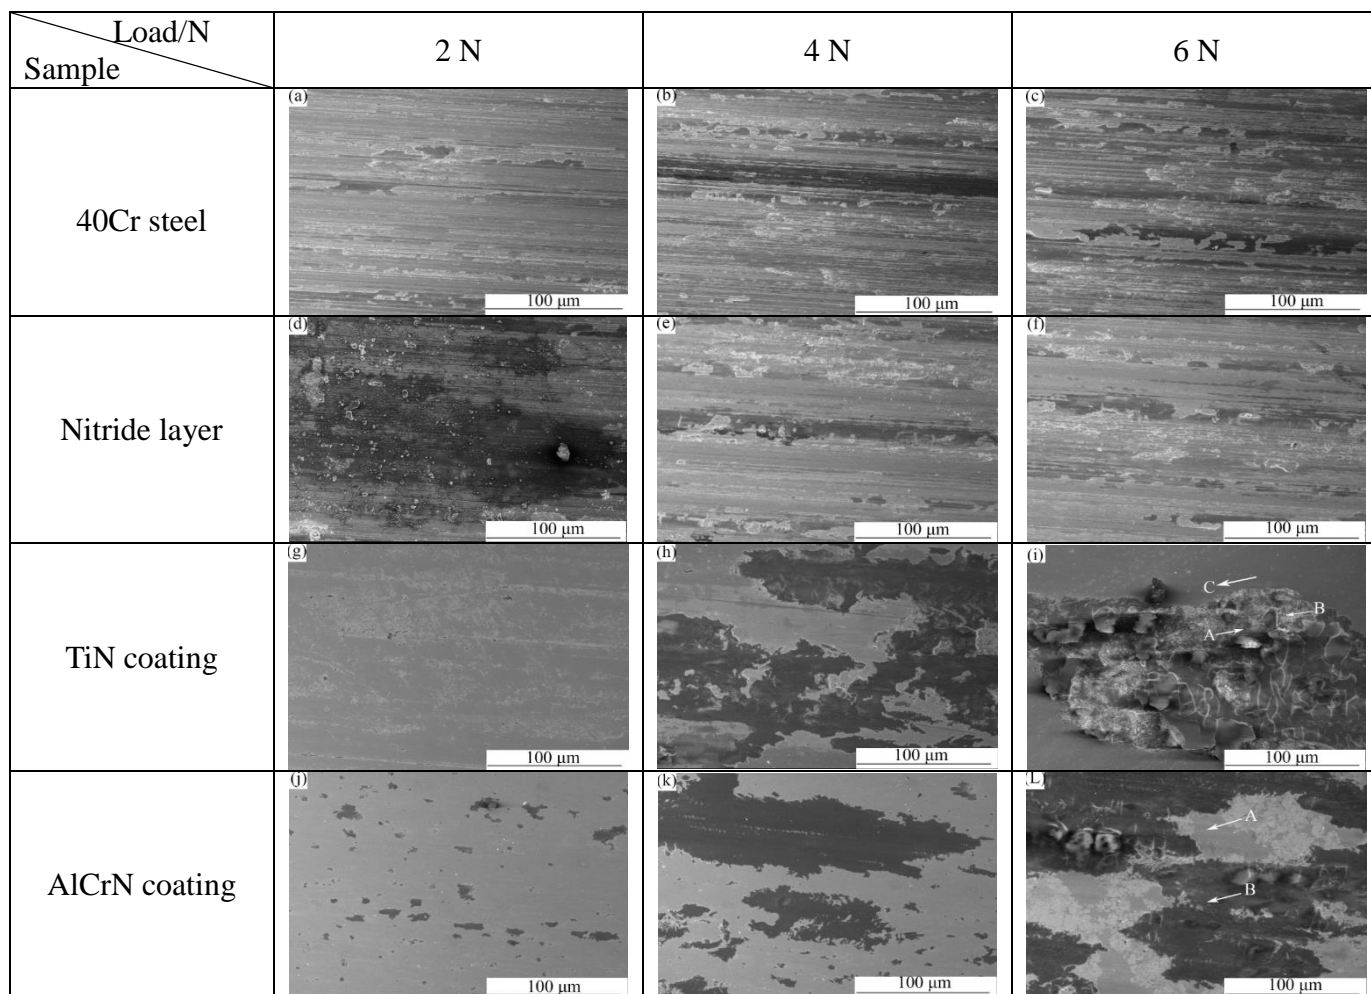 Load/N
Sample
2 N
4 N
6 N
40Cr steel
(a)
100 μm
(b)
100 μm
(c)
100 μm
Nitride layer
(d)
100 μm
(e)
100 μm
(f)
100 μm
TiN coating
(g)
100 μm
(h)
100 μm
(i)
C
B
A
100 μm
AlCrN coating
(j)
100 μm
(k)
100 μm
(L)
A
B
100 μm